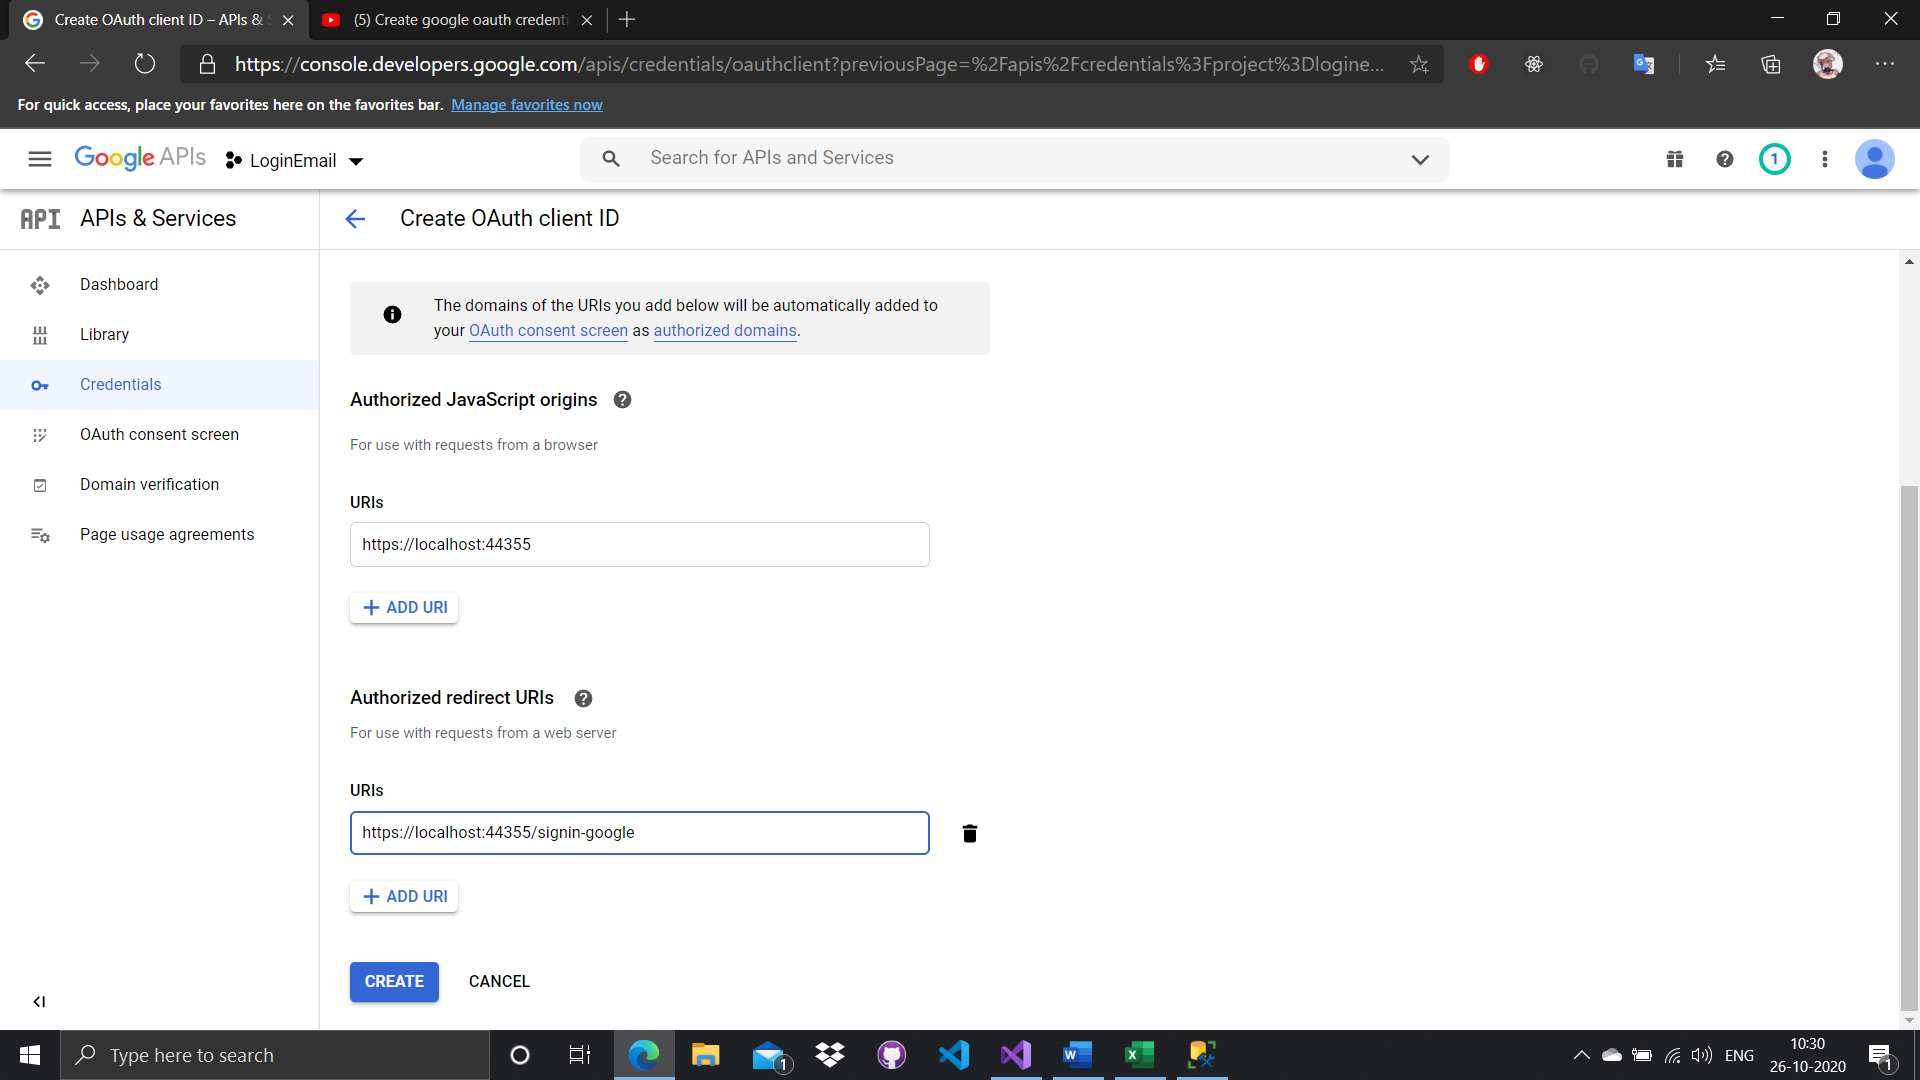 Create OAuth client ID – APIs &
(5) Create google oauth credenti
https://console.developers.google.com/apis/credentials/oauthclient?previousPage=%2Fapis%2Fcredentials%3Fproject%3Dlogine...
For quick access, place your favorites here on the favorites bar. Manage favorites now
Google APIs
LoginEmail
Search for APIs and Services
1
API APIs & Services
Create OAuth client ID
Dashboard
Library
Credentials
OAuth consent screen
Domain verification
Page usage agreements
The domains of the URIs you add below will be automatically added to
your OAuth consent screen as authorized domains.
Authorized JavaScript origins
For use with requests from a browser
URIs
https://localhost:44355
ADD URI
Authorized redirect URIs
For use with requests from a web server
URIs
https://localhost:44355/signin-google
ADD URI
CREATE
CANCEL
Type here to search
1
ENG
10:30
26-10-2020
1